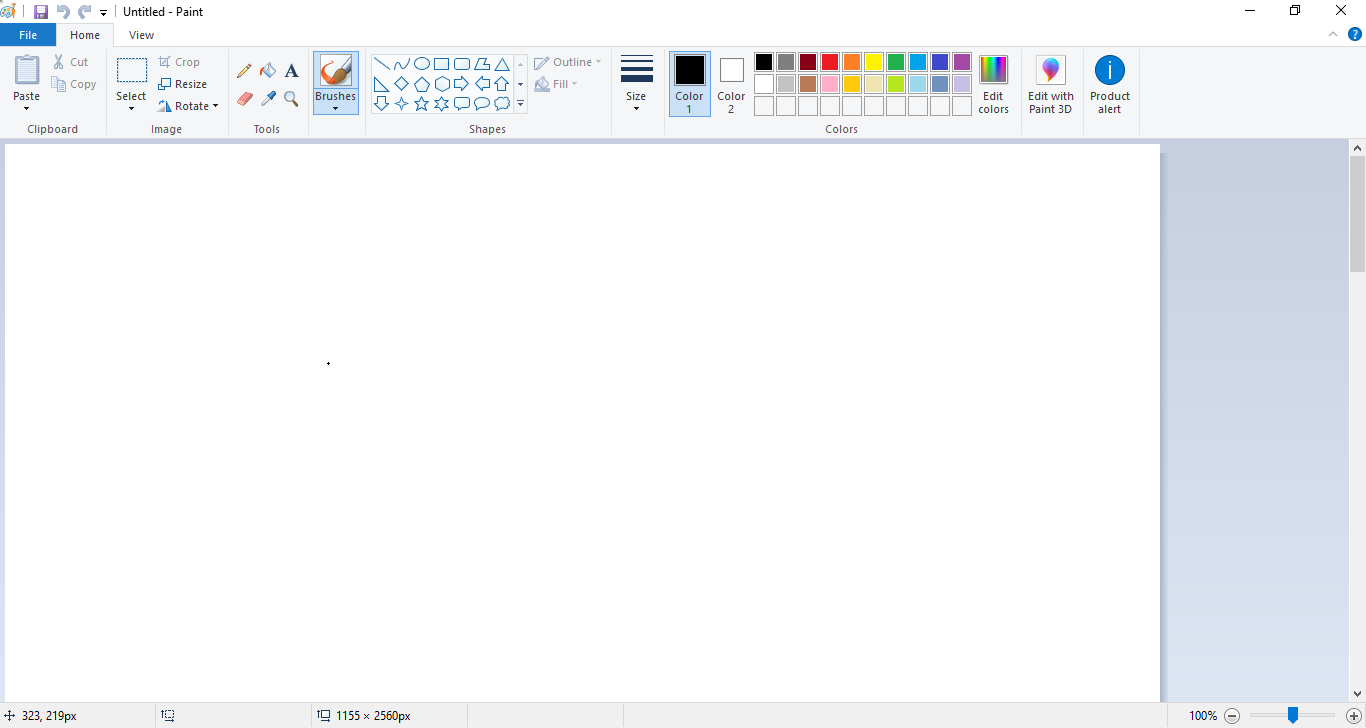 Untitled - Paint
File Home View
Paste Cut Copy Clipboard
Select Crop Resize Rotate Image
A Tools
Brushes
Shapes
Outline Fill
Size
Color 1 Color 2 Colors
Edit colors
Edit with Paint 3D
Product alert
323, 219px 1155 × 2560px 100%